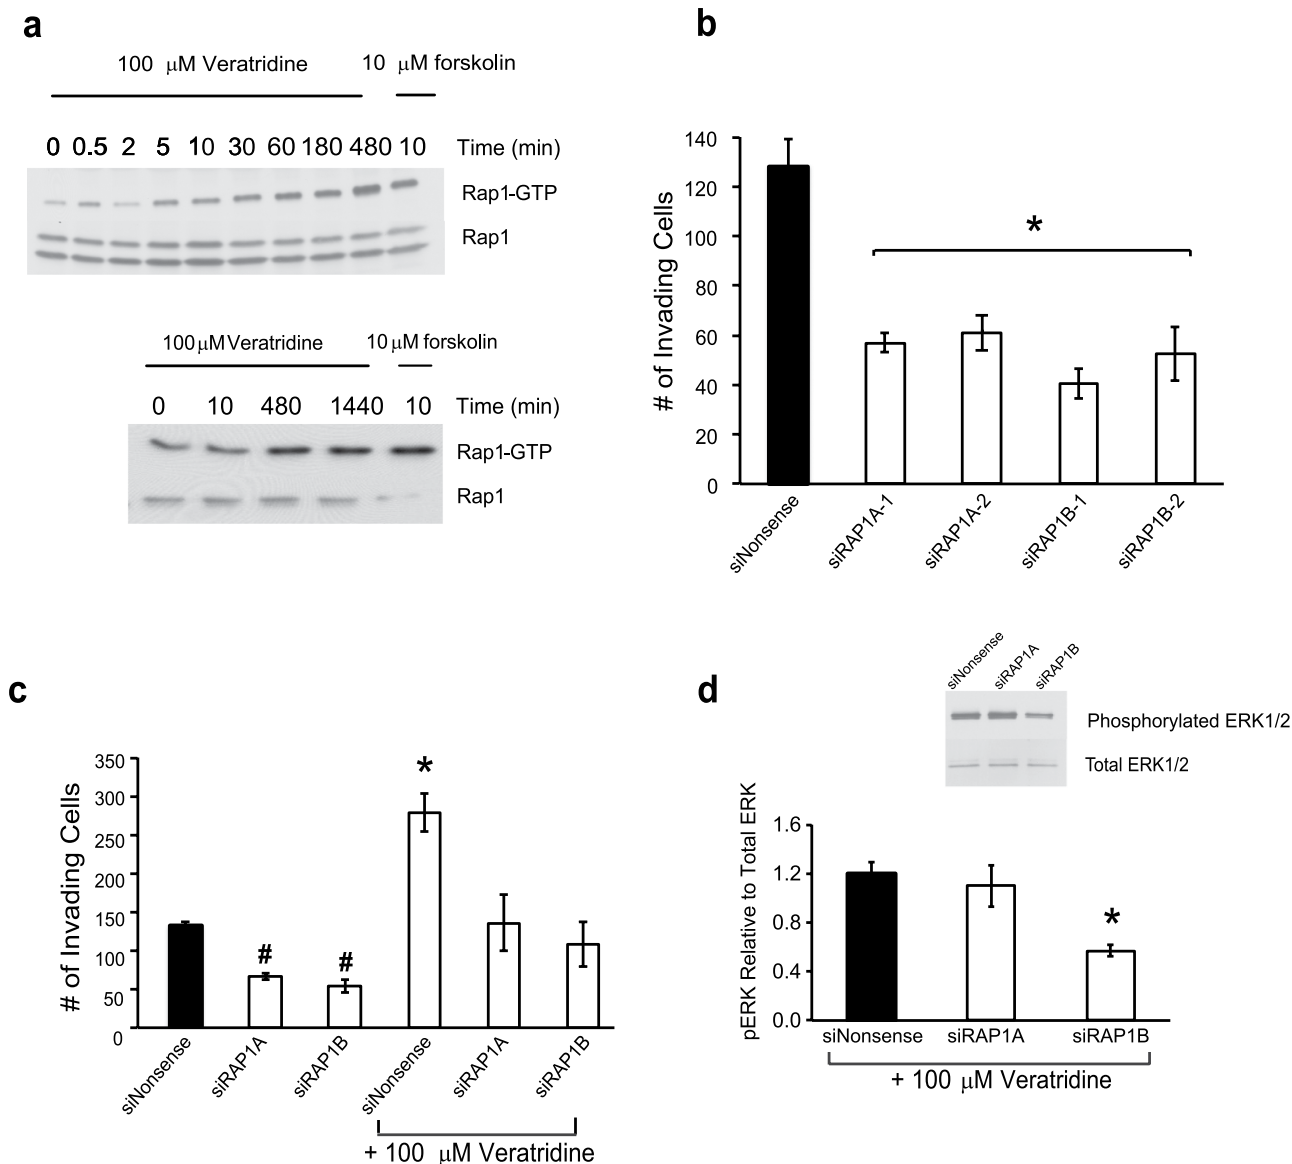 a
100 μM Veratridine 10 μM forskolin
0 0.5 2 5 10 30 60 180 480 10 Time (min)
Rap1-GTP
Rap1
100 μM Veratridine 10 μM forskolin
0 10 480 1440 10 Time (min)
Rap1-GTP
Rap1
b
# of Invading Cells
140
120
100
80
60
40
20
0
*
siNonsense siRAP1A-1 siRAP1A-2 siRAP1B-1 siRAP1B-2
c
# of Invading Cells
350
300
250
200
150
100
50
0
# # *
siNonsense siRAP1A siRAP1B siNonsense siRAP1A siRAP1B
+ 100 μM Veratridine
d
siNonsense siRAP1A siRAP1B
Phosphorylated ERK1/2
Total ERK1/2
pERK Relative to Total ERK
1.6
1.2
0.8
0.4
0.0
*
siNonsense siRAP1A siRAP1B
+ 100 μM Veratridine